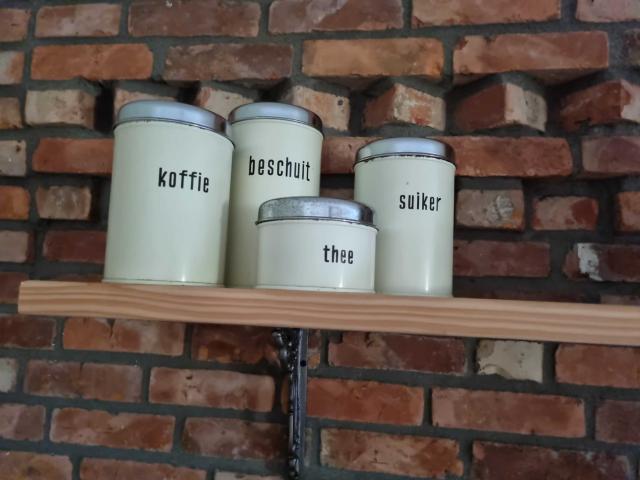 koffie
beschuit
thee
suiker